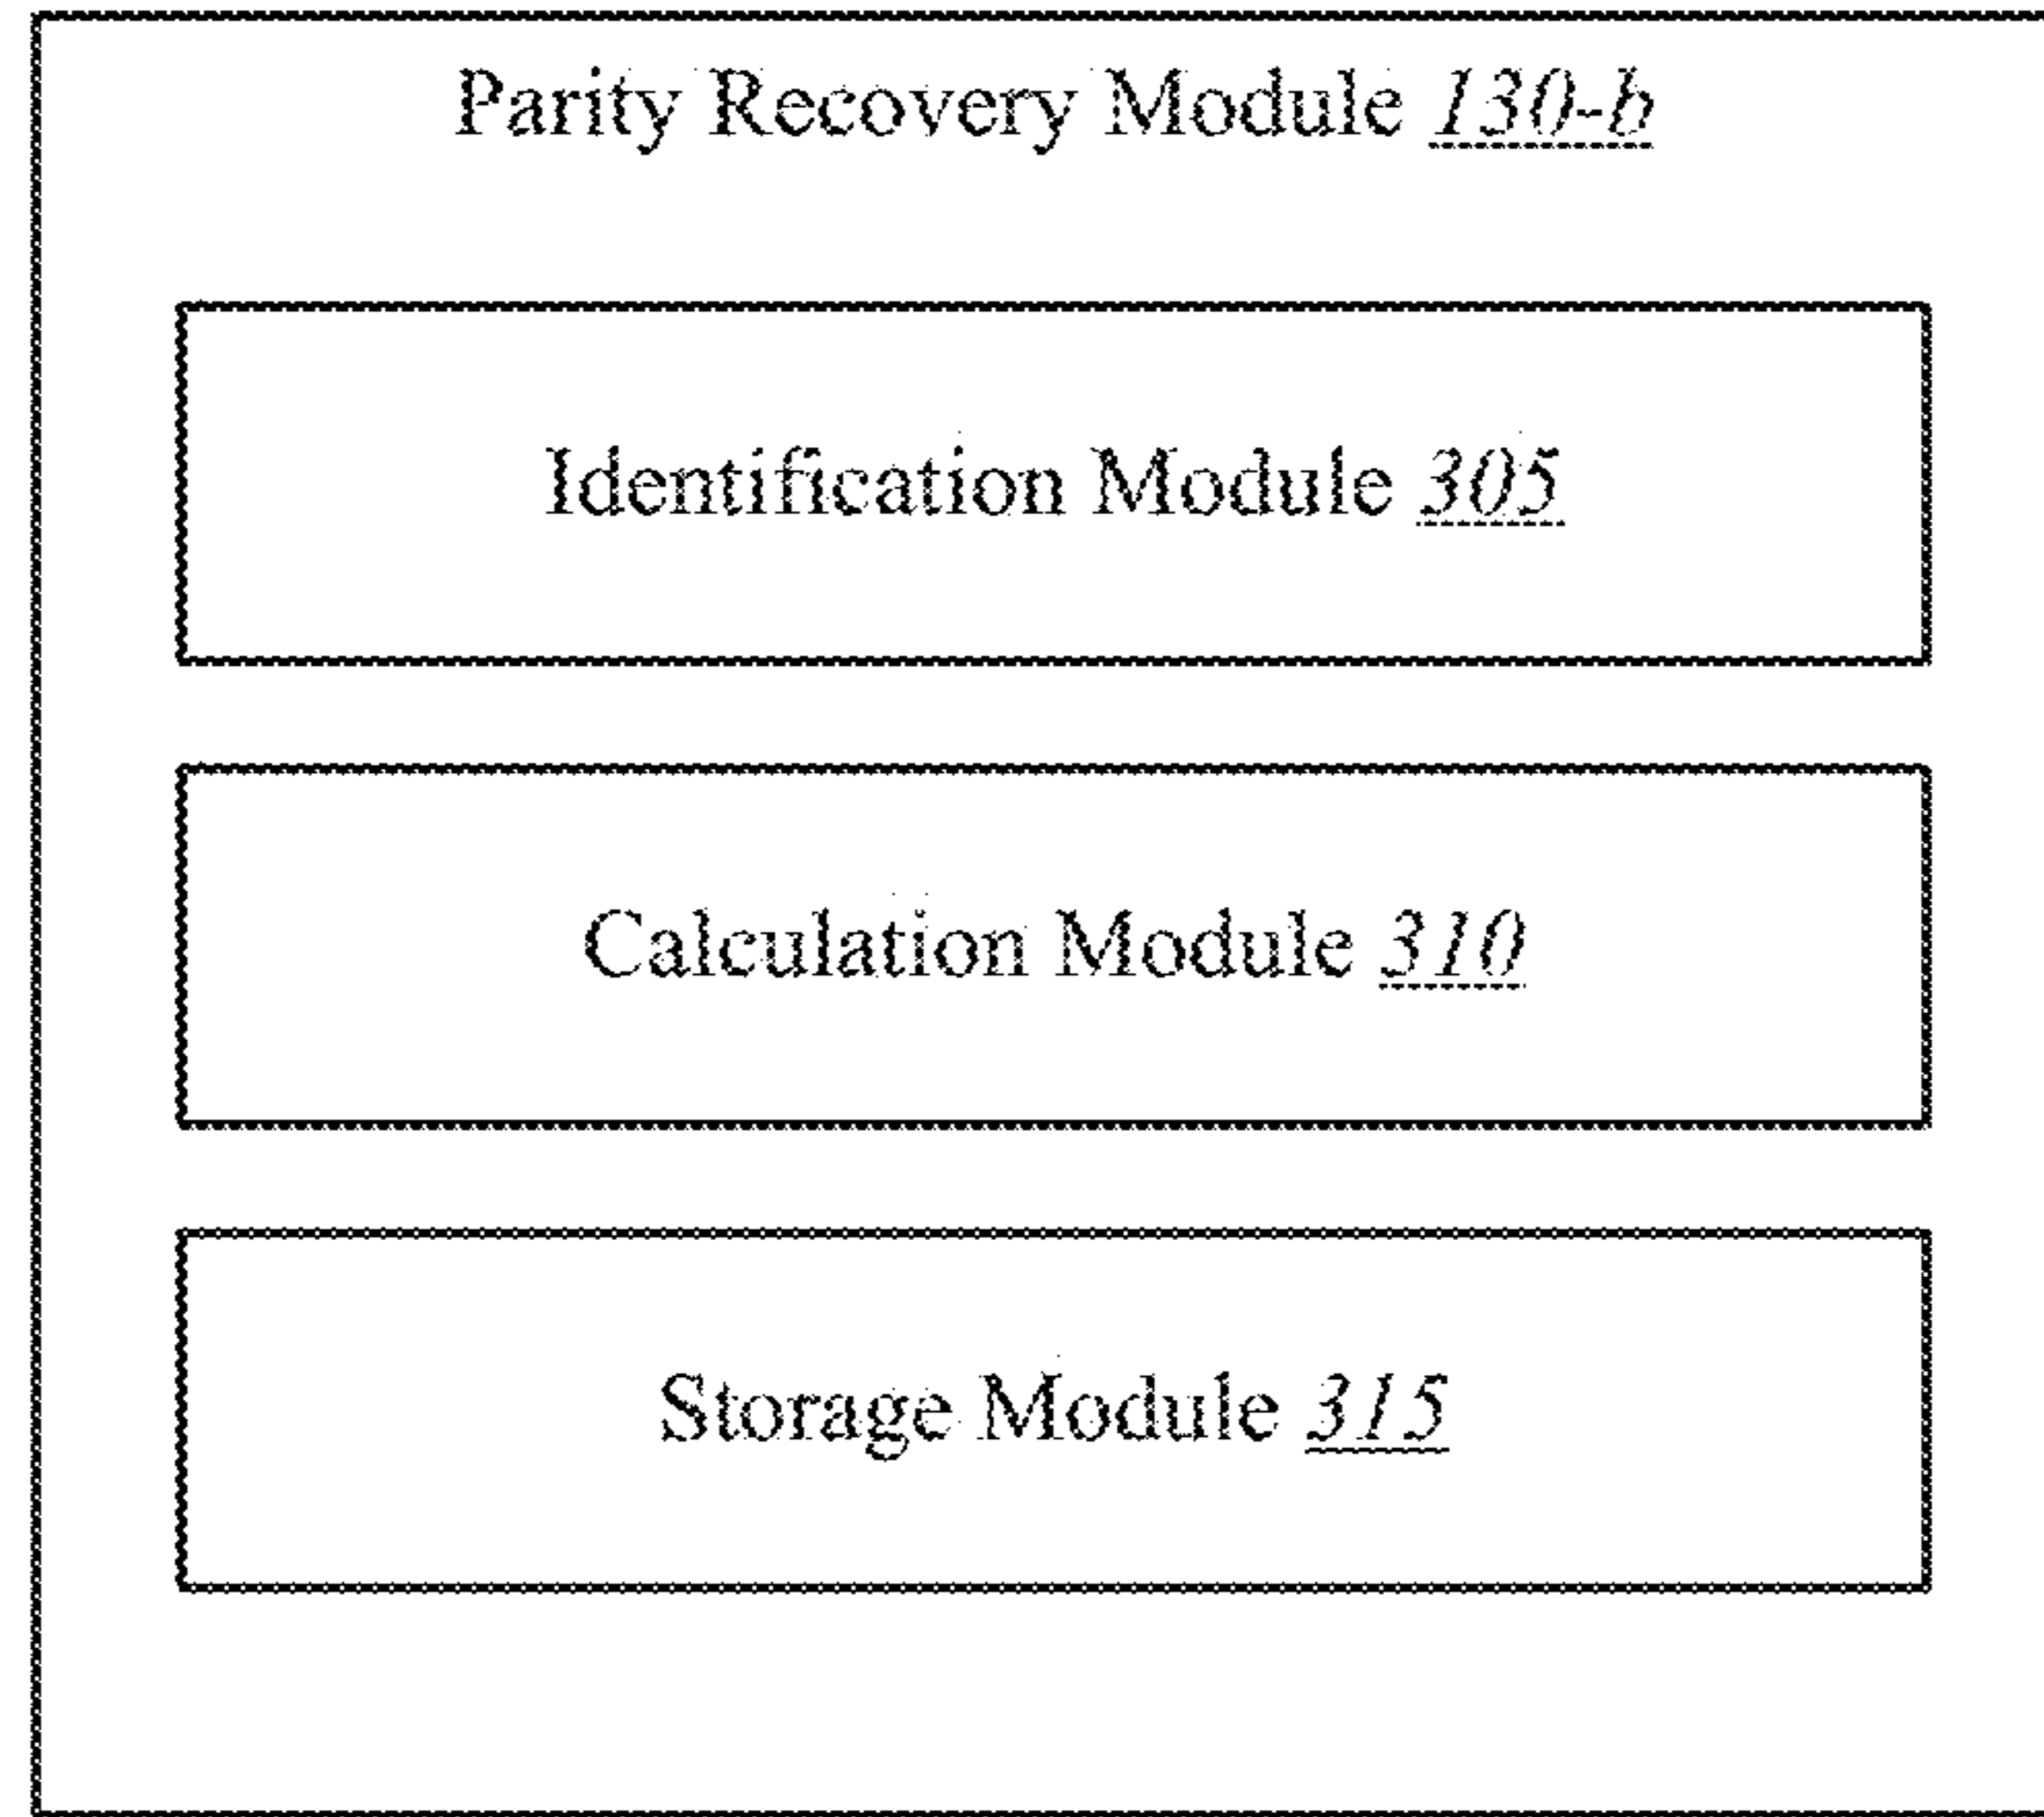 Parity Recovery Module 130-b
Identification Module 305
Calculation Module 310
Storage Module 315